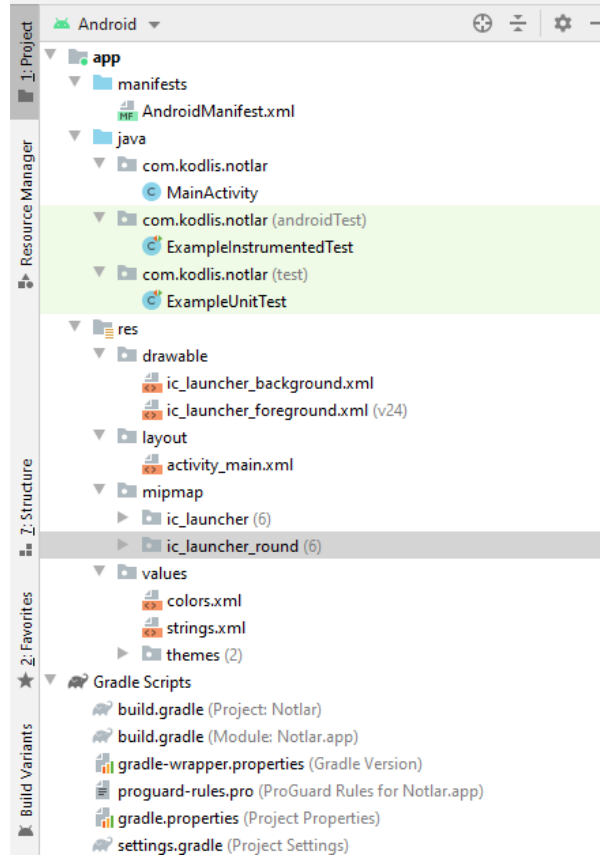 Android
1: Project
Resource Manager
7: Structure
2: Favorites
Build Variants
app
manifests
MF
AndroidManifest.xml
java
com.kodlis.notlar
C MainActivity
com.kodlis.notlar (androidTest)
C ExampleInstrumentedTest
com.kodlis.notlar (test)
C ExampleUnitTest
res
drawable
ic_launcher_background.xml
ic_launcher_foreground.xml (v24)
layout
activity_main.xml
mipmap
ic_launcher (6)
ic_launcher_round (6)
values
colors.xml
strings.xml
themes (2)
Gradle Scripts
build.gradle (Project: Notlar)
build.gradle (Module: Notlar.app)
gradle-wrapper.properties (Gradle Version)
proguard-rules.pro (ProGuard Rules for Notlar.app)
gradle.properties (Project Properties)
settings.gradle (Project Settings)